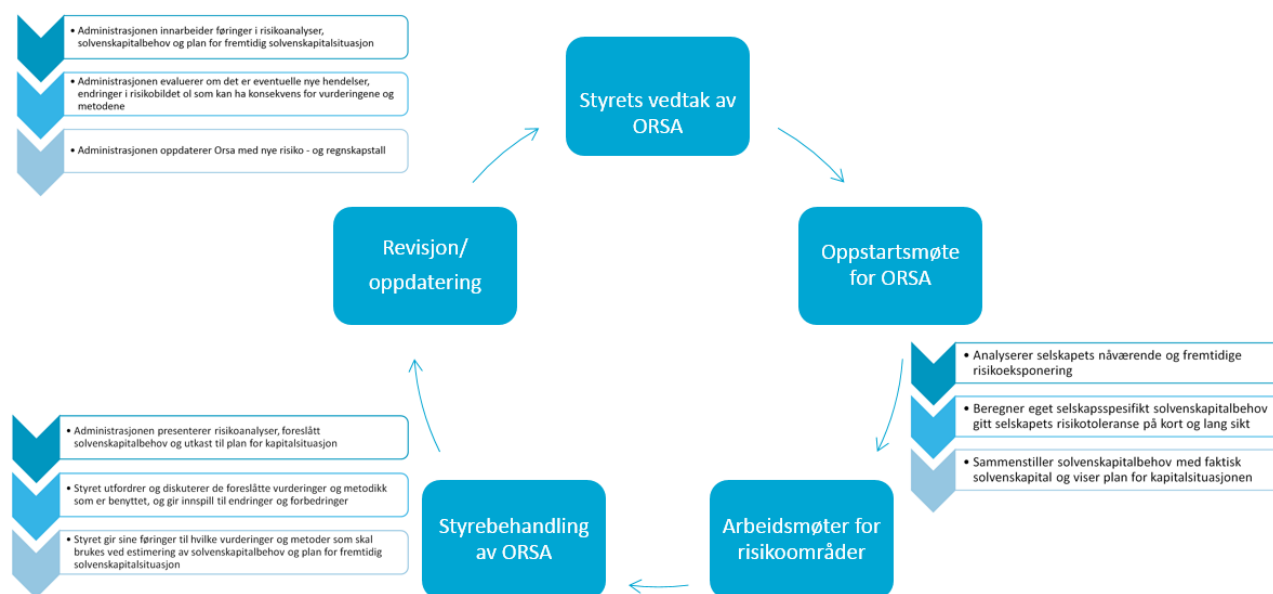 • Administrasjonen innarbeider føringer i risikoanalyser,
solvenskapitalbehov og plan for fremtidig solvenskapitalsituasjon
• Administrasjonen evaluerer om det er eventuelle nye hendelser,
endringer i risikobildet ol som kan ha konsekvens for vurderingene og
metodene
• Administrasjonen oppdaterer Orsa med nye risiko - og regnskapstall
Styrets vedtak av
ORSA
Oppstartsmøte
for ORSA
• Analyserer selskapets nåværende og fremtidige
risikoeksponering
• Beregner eget selskapsspesifikt solvenskapitalbehov
gitt selskapets risikotoleranse på kort og lang sikt
• Sammenstiller solvenskapitalbehov med faktisk
solvenskapital og viser plan for kapitalsituasjonen
Arbeidsmøter for
risikoområder
Styrebehandling
av ORSA
• Administrasjonen presenterer risikoanalyser, foreslått
solvenskapitalbehov og utkast til plan for kapitalsituasjon
• Styret utfordrer og diskuterer de foreslåtte vurderinger og metodikk
som er benyttet, og gir innspill til endringer og forbedringer
• Styret gir sine føringer til hvilke vurderinger og metoder som skal
brukes ved estimering av solvenskapitalbehov og plan for fremtidig
solvenskapitalsituasjon
Revisjon/
oppdatering